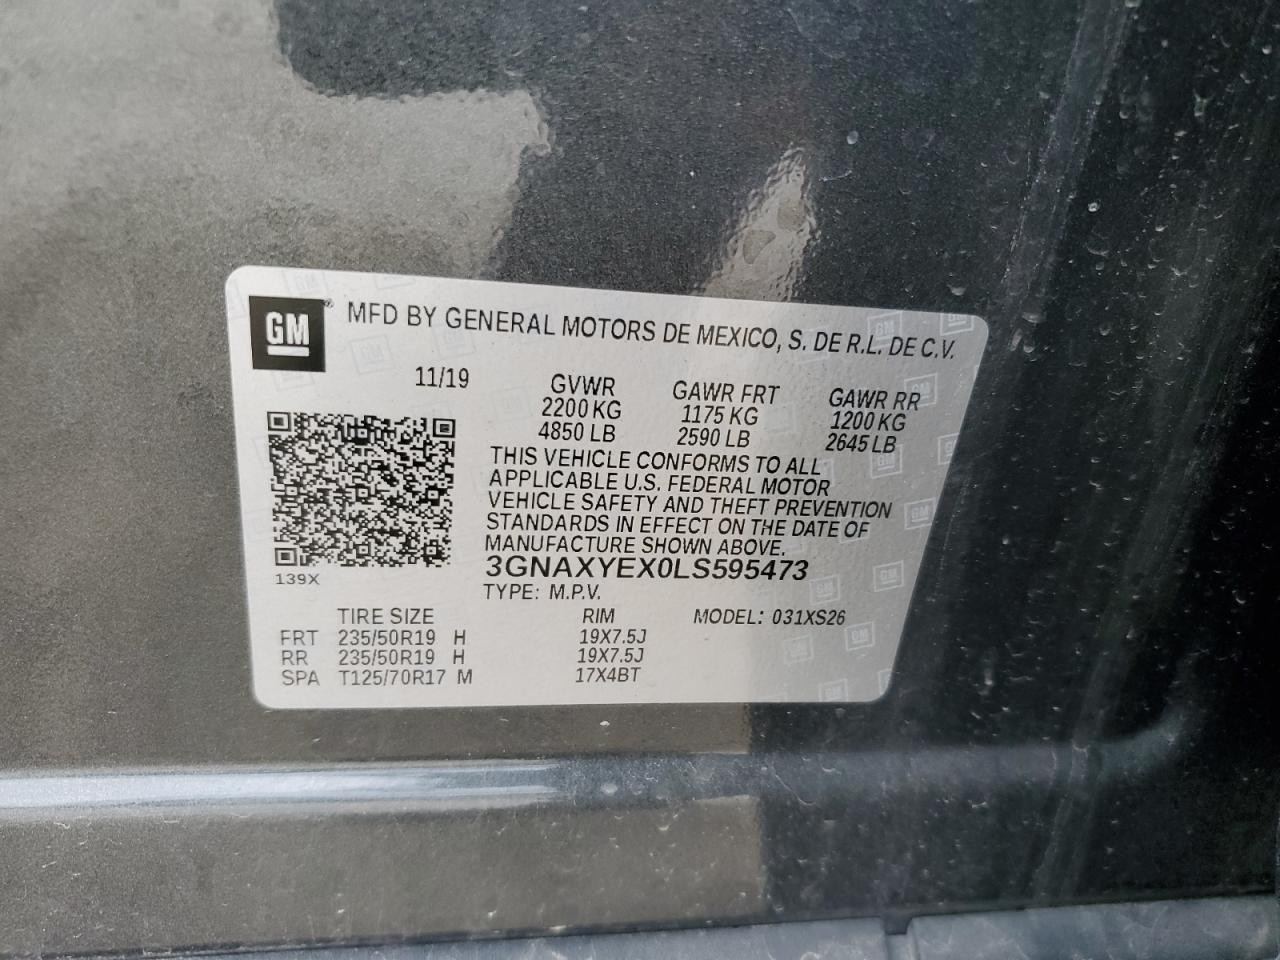 GM® MFD BY GENERAL MOTORS DE MEXICO, S. DE R.L. DE C.V.
11/19 GVWR GAWR FRT GAWR RR
2200 KG 1175 KG 1200 KG
4850 LB 2590 LB 2645 LB
THIS VEHICLE CONFORMS TO ALL
APPLICABLE U.S. FEDERAL MOTOR
VEHICLE SAFETY AND THEFT PREVENTION
STANDARDS IN EFFECT ON THE DATE OF
MANUFACTURE SHOWN ABOVE.
3GNAXYEX0LS595473
139X TYPE: M.P.V.
TIRE SIZE RIM MODEL: 031XS26
FRT 235/50R19 H 19X7.5J
RR 235/50R19 H 19X7.5J
SPA T125/70R17 M 17X4BT